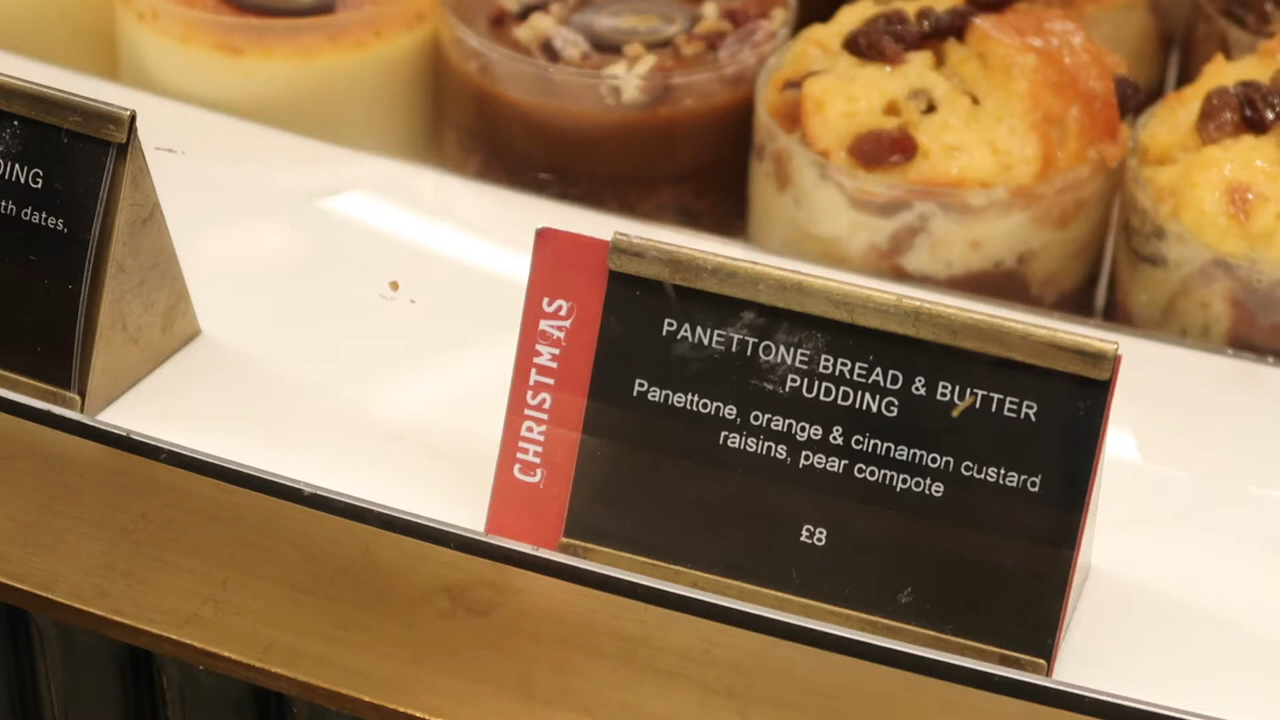 DING
th dates,
CHRISTMAS
PANETTONE BREAD & BUTTER
PUDDING
Panettone, orange & cinnamon custard
raisins, pear compote
£8